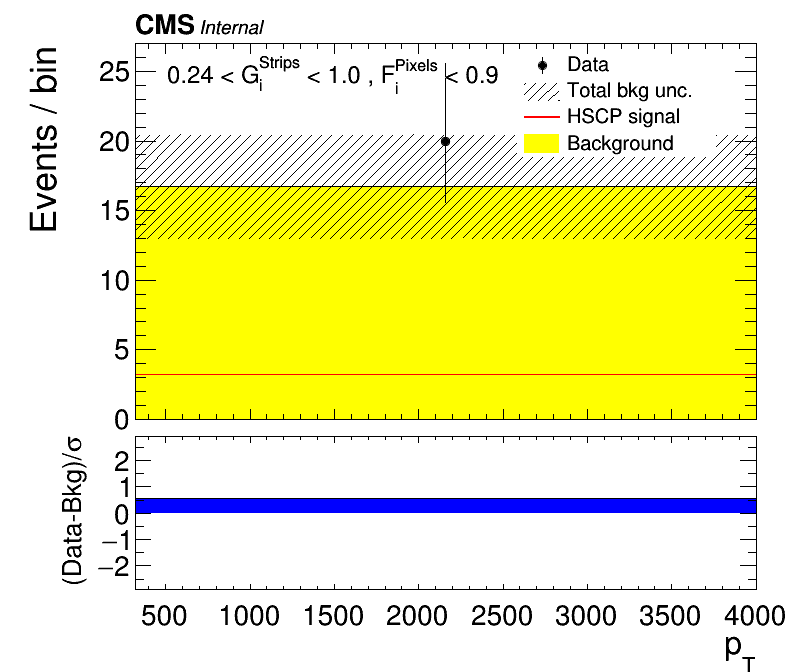 CMS Internal
Events / bin
25
20
15
10
5
0
0.24 < G_i^Strips < 1.0 , F_i^Pixels < 0.9
Data
Total bkg unc.
HSCP signal
Background
(Data-Bkg)/σ
2
1
0
−1
−2
500 1000 1500 2000 2500 3000 3500 4000
p_T